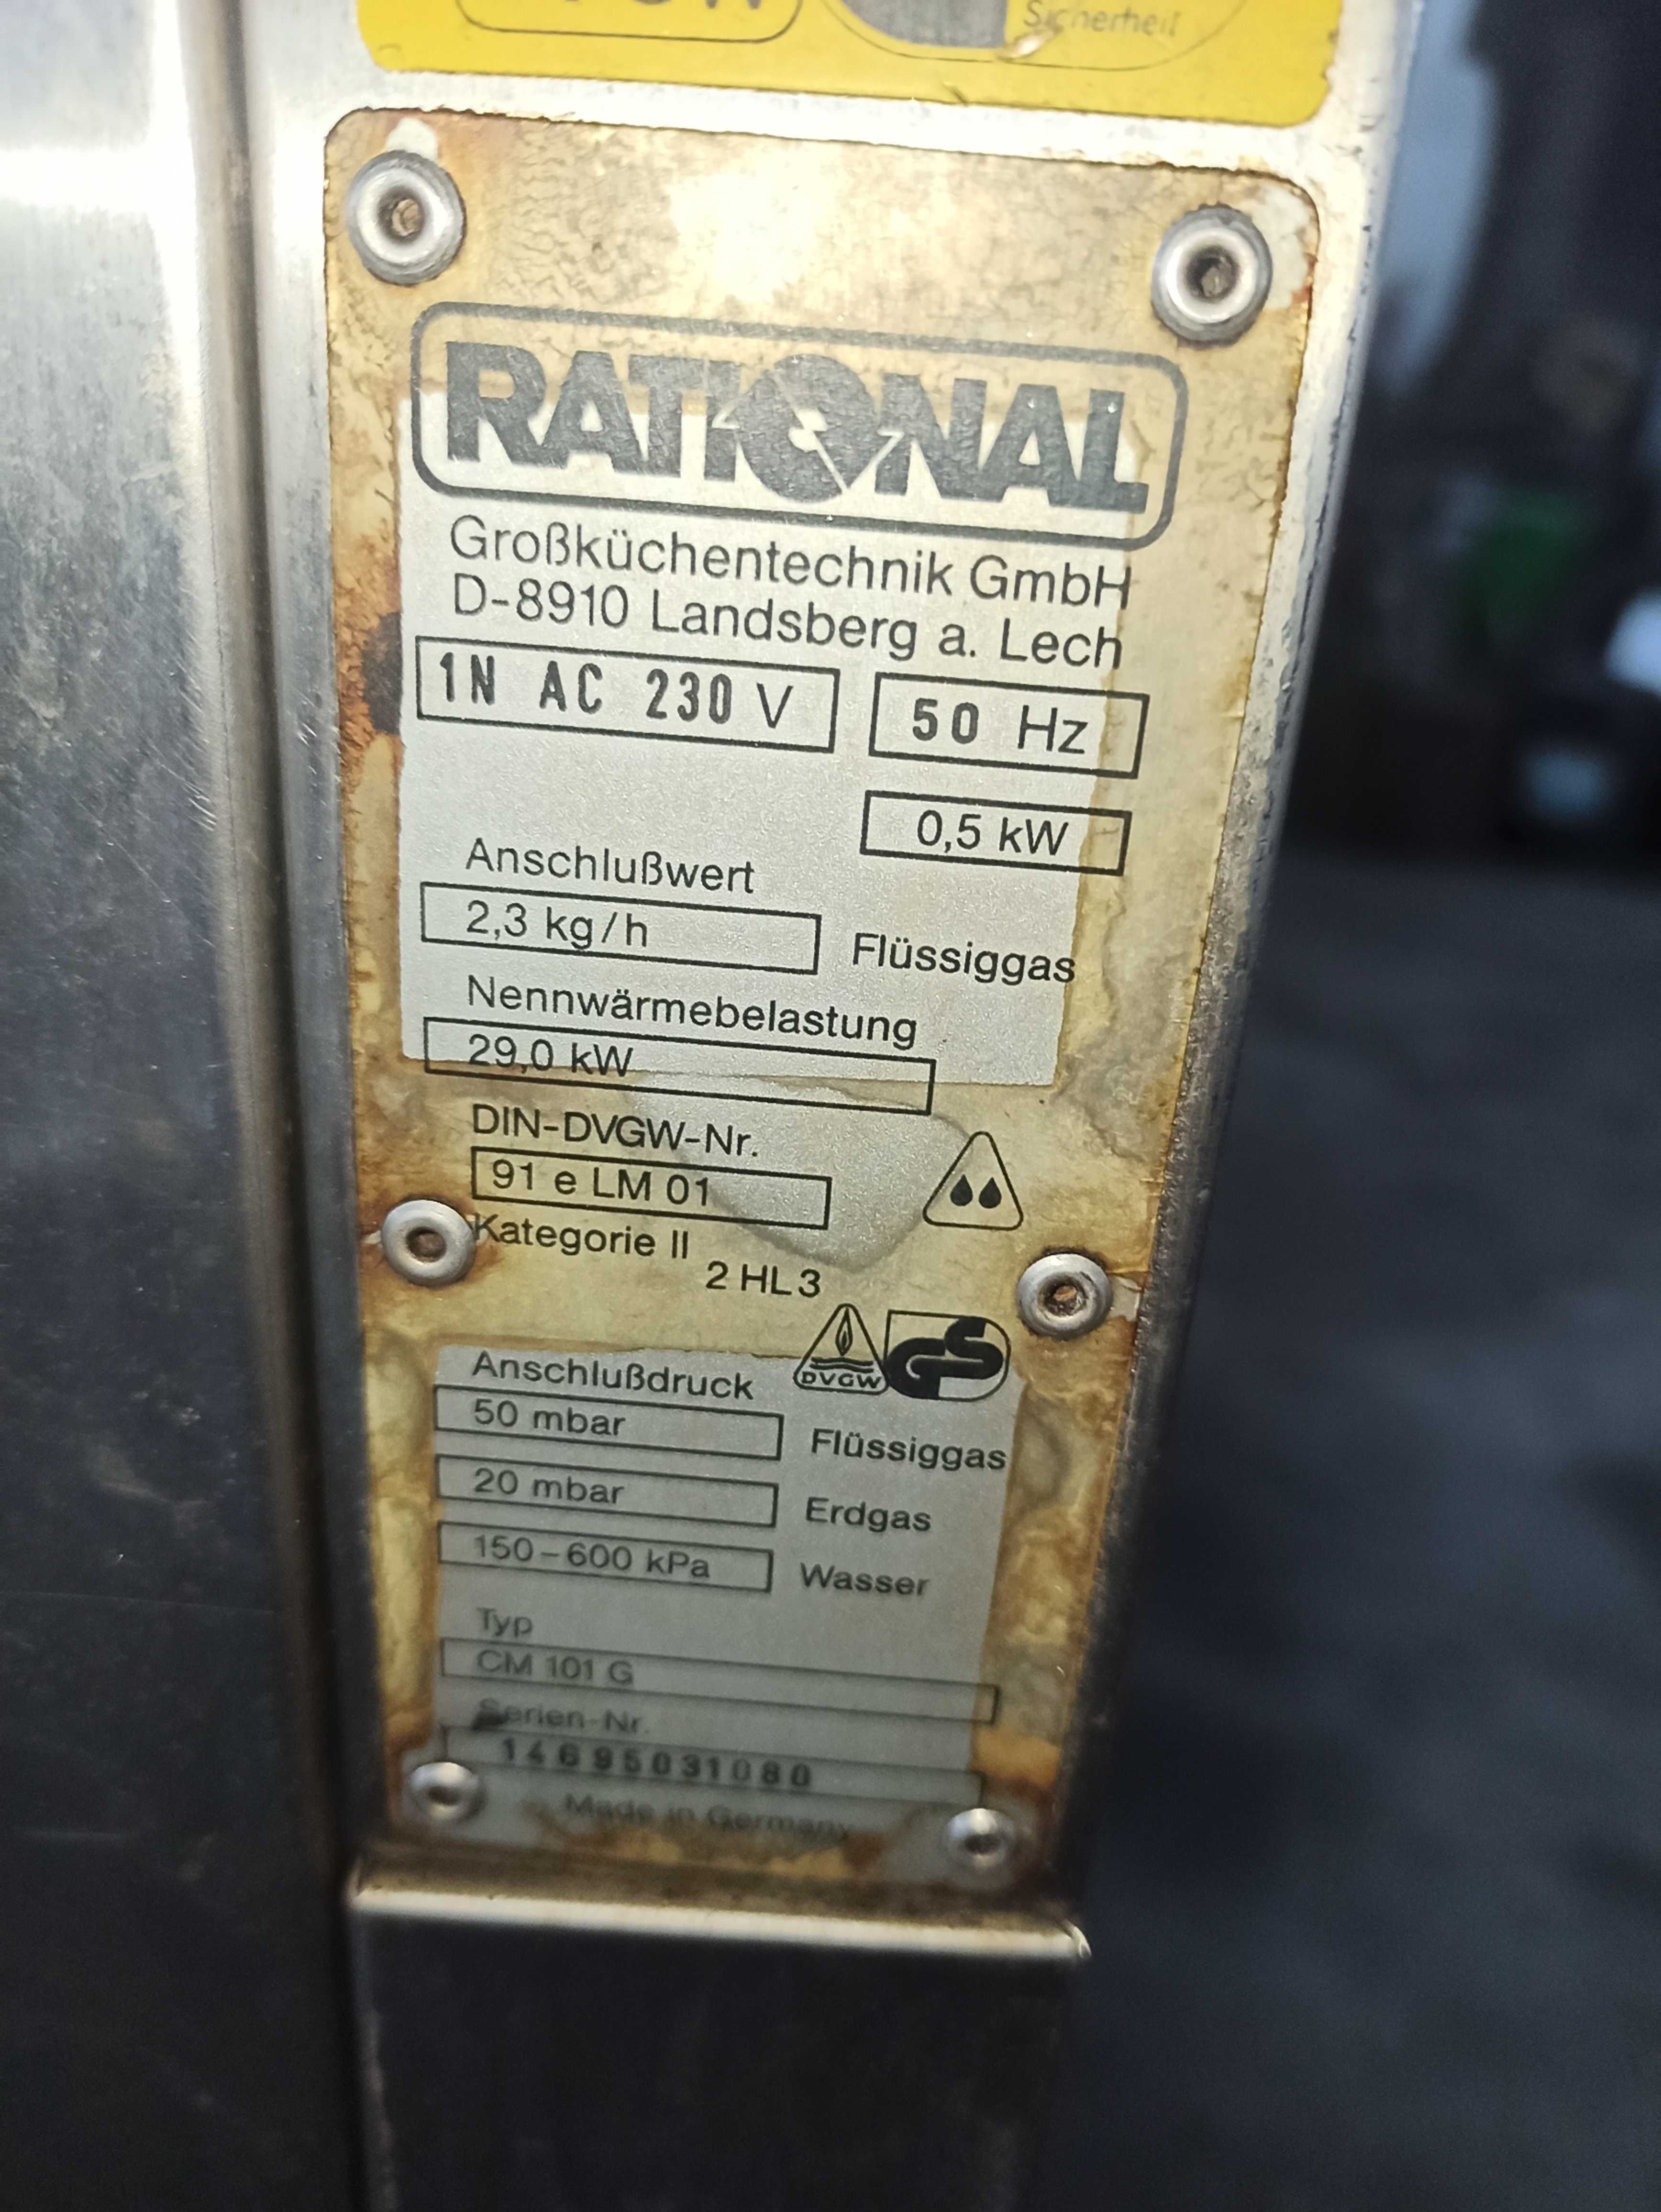 Sicherheit
RATIONAL
Großküchentechnik GmbH
D-8910 Landsberg a. Lech
1N AC 230 V 50 Hz
0,5 kW
Anschlußwert
2,3 kg/h Flüssiggas
Nennwärmebelastung
29,0 kW
DIN-DVGW-Nr.
91 e LM 01
Kategorie II
2 HL 3
DVGW GS
Anschlußdruck
50 mbar Flüssiggas
20 mbar Erdgas
150-600 kPa Wasser
Typ
CM 101 G
Serien-Nr.
14695031080
Made in Germany